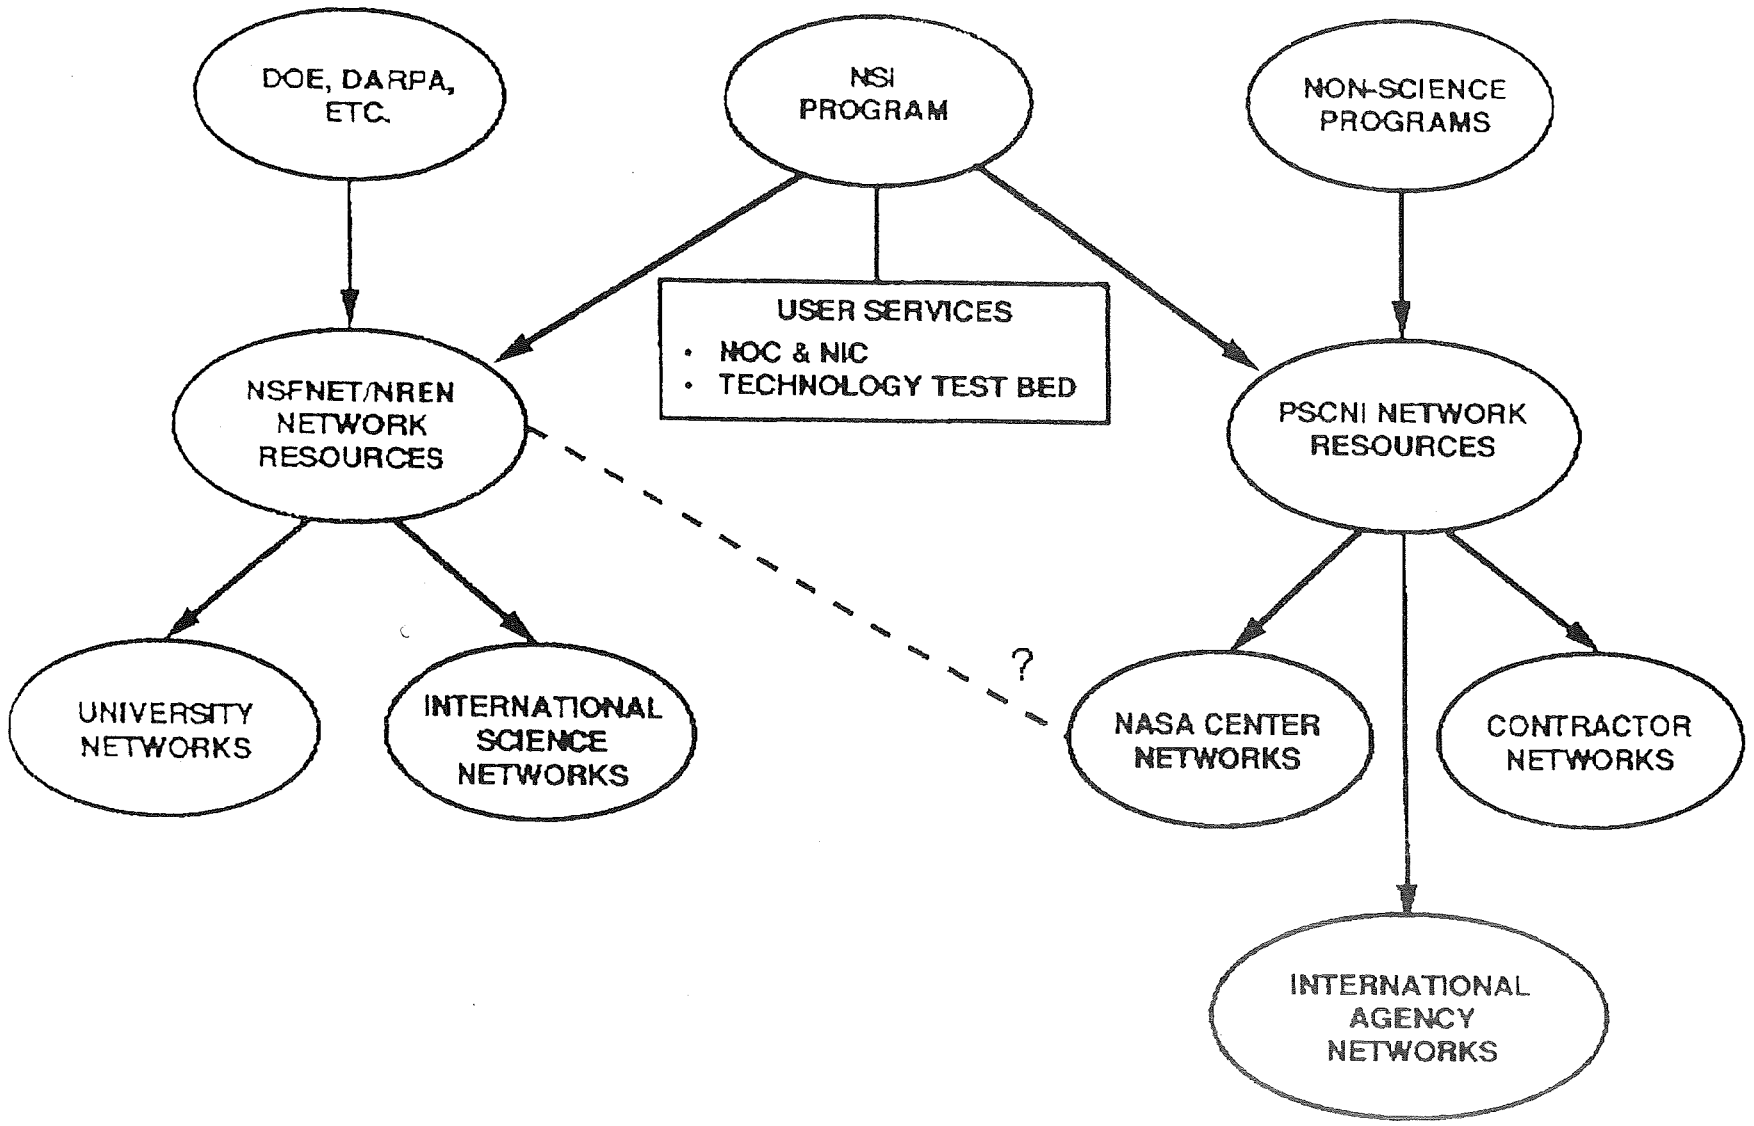 DOE, DARPA,
ETC.
NSI
PROGRAM
NON-SCIENCE
PROGRAMS
USER SERVICES
• NOC & NIC
• TECHNOLOGY TEST BED
NSFNET/NREN
NETWORK
RESOURCES
PSCNI NETWORK
RESOURCES
?
UNIVERSITY
NETWORKS
INTERNATIONAL
SCIENCE
NETWORKS
NASA CENTER
NETWORKS
CONTRACTOR
NETWORKS
INTERNATIONAL
AGENCY
NETWORKS